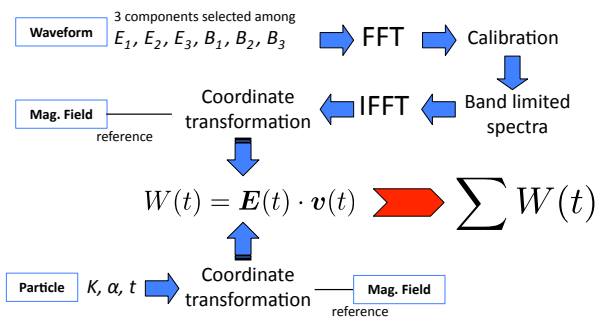 3 components selected among
Waveform E₁, E₂, E₃, B₁, B₂, B₃ FFT Calibration
Mag. Field
reference
Coordinate
transformation
IFFT
Band limited
spectra
W(t) = E(t) · v(t) ∑ W(t)
Particle K, α, t
Coordinate
transformation
Mag. Field
reference